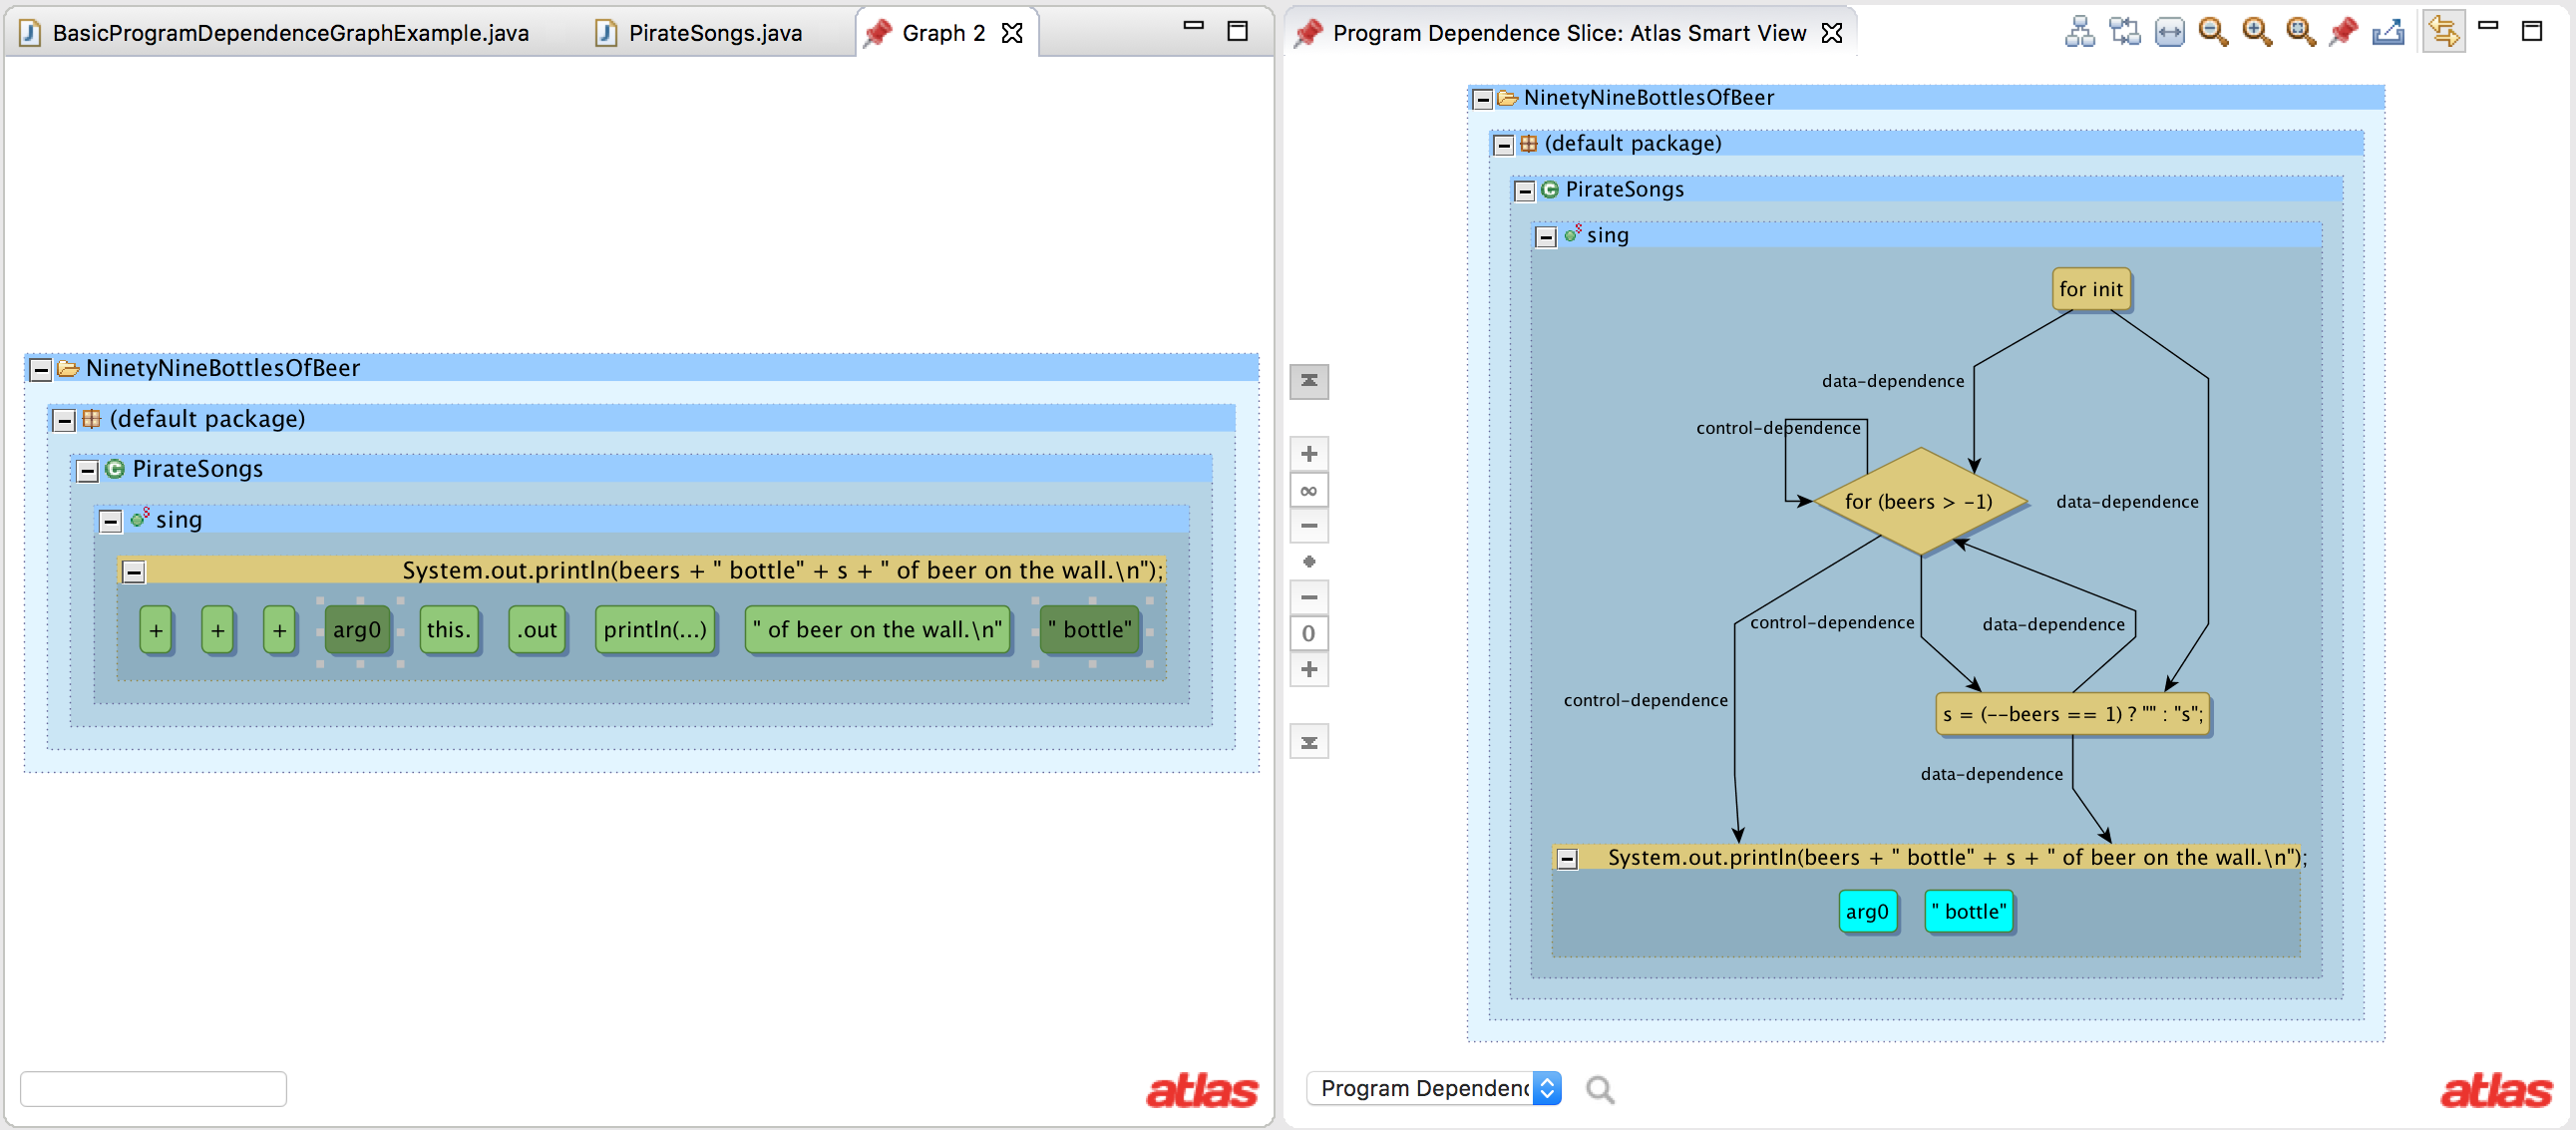 BasicProgramDependenceGraphExample.java
PirateSongs.java
Graph 2
NinetyNineBottlesOfBeer
(default package)
PirateSongs
sing
System.out.println(beers + " bottle" + s + " of beer on the wall.\n");
+ + + arg0 this. .out println(...) " of beer on the wall.\n" " bottle"
atlas
Program Dependence Slice: Atlas Smart View
NinetyNineBottlesOfBeer
(default package)
PirateSongs
sing
for init
data-dependence
control-dependence
for (beers > -1)
data-dependence
control-dependence
data-dependence
control-dependence
s = (--beers == 1) ? "" : "s";
data-dependence
System.out.println(beers + " bottle" + s + " of beer on the wall.\n");
arg0 " bottle"
+
∞
−
−
0
+
Program Dependenc
atlas